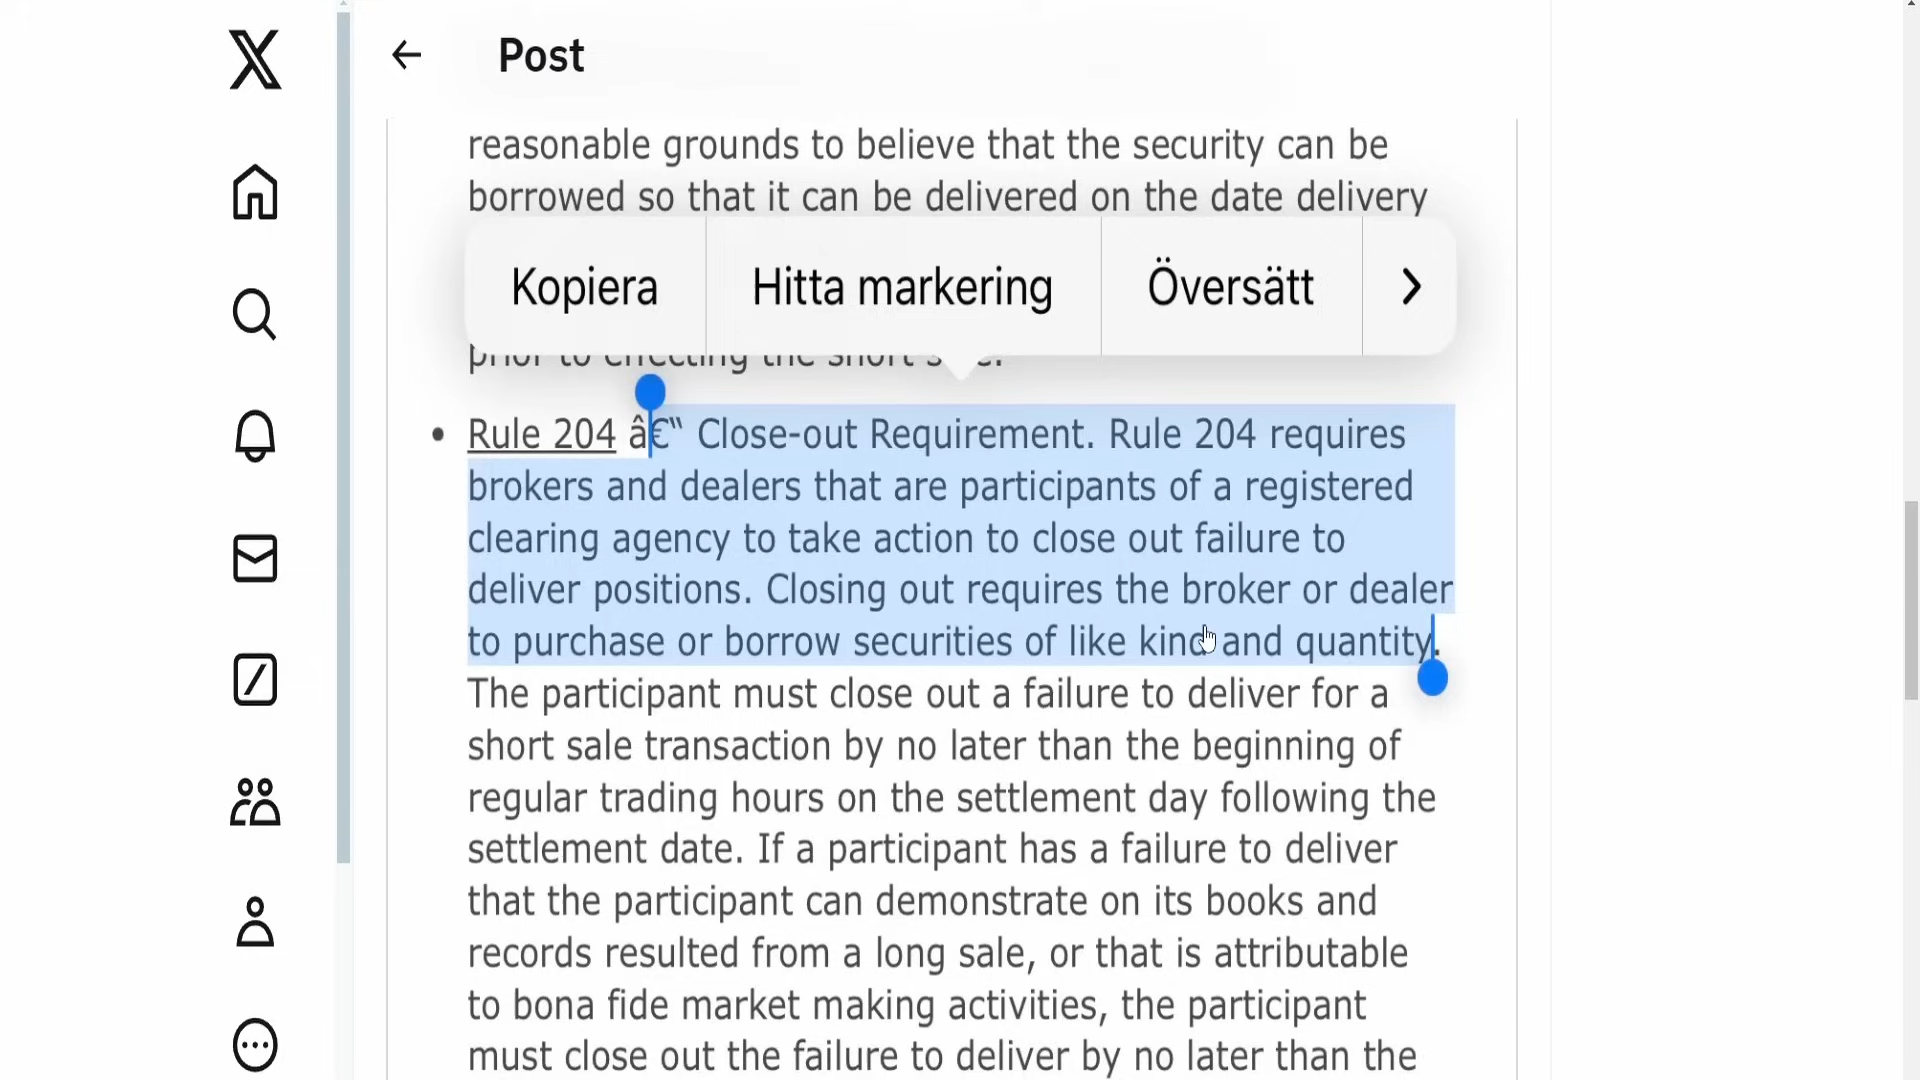 Post
reasonable grounds to believe that the security can be
borrowed so that it can be delivered on the date delivery
Kopiera
Hitta markering
Översätt
prior to effecting the short sale.
Rule 204 â€‟ Close-out Requirement. Rule 204 requires
brokers and dealers that are participants of a registered
clearing agency to take action to close out failure to
deliver positions. Closing out requires the broker or dealer
to purchase or borrow securities of like kind and quantity.
The participant must close out a failure to deliver for a
short sale transaction by no later than the beginning of
regular trading hours on the settlement day following the
settlement date. If a participant has a failure to deliver
that the participant can demonstrate on its books and
records resulted from a long sale, or that is attributable
to bona fide market making activities, the participant
must close out the failure to deliver by no later than the